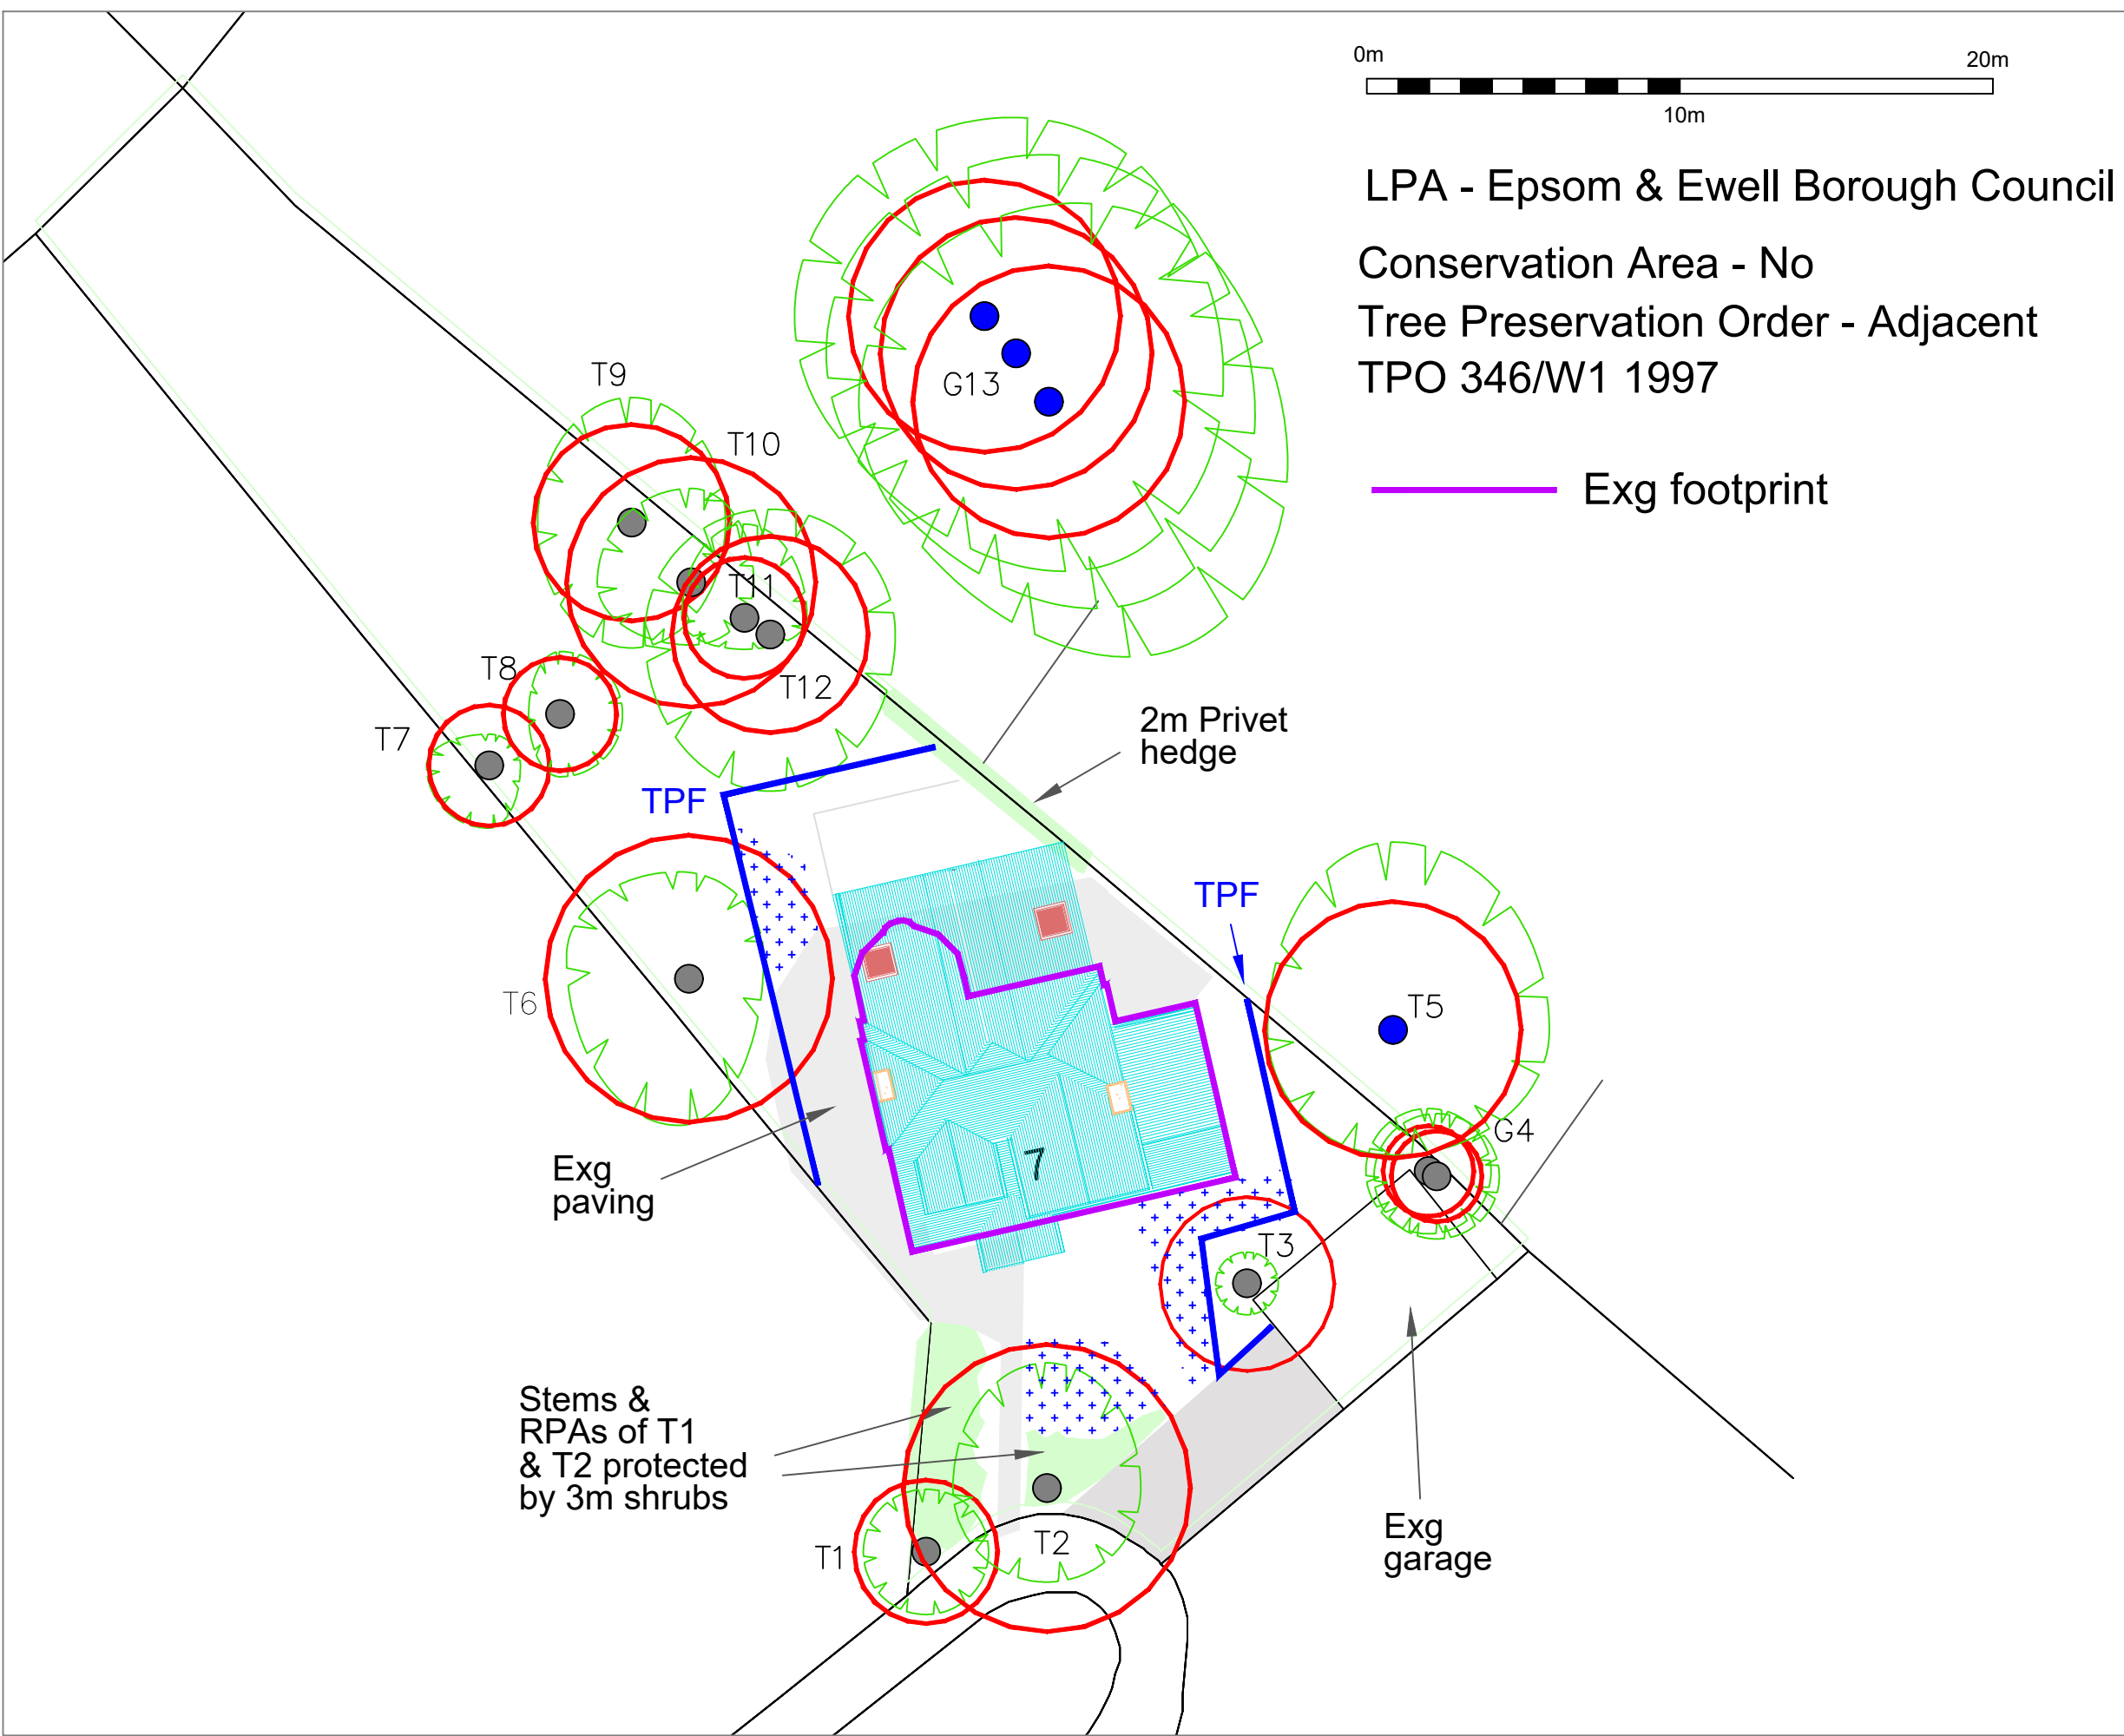 0m
20m
10m
LPA - Epsom & Ewell Borough Council
Conservation Area - No
Tree Preservation Order - Adjacent
TPO 346/W1 1997
Exg footprint
T9
G13
T10
T11
T8
T12
T7
2m Privet
hedge
TPF
TPF
T6
T5
G4
Exg
paving
7
T3
Stems &
RPAs of T1
& T2 protected
by 3m shrubs
Exg
garage
T1
T2